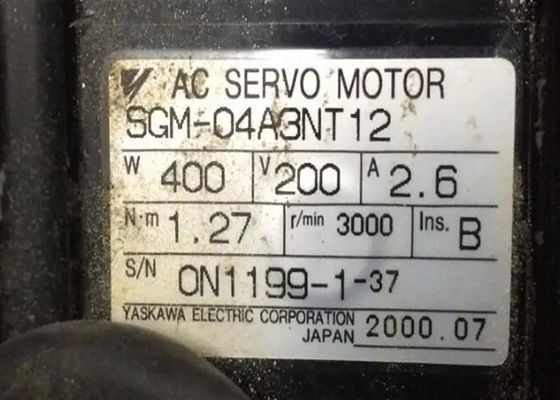 AC SERVO MOTOR
SGM-04A3NT12
W 400 V 200 A 2.6
N·m 1.27 r/min 3000 Ins. B
S/N 0N1199-1-37
YASKAWA ELECTRIC CORPORATION
JAPAN 2000.07